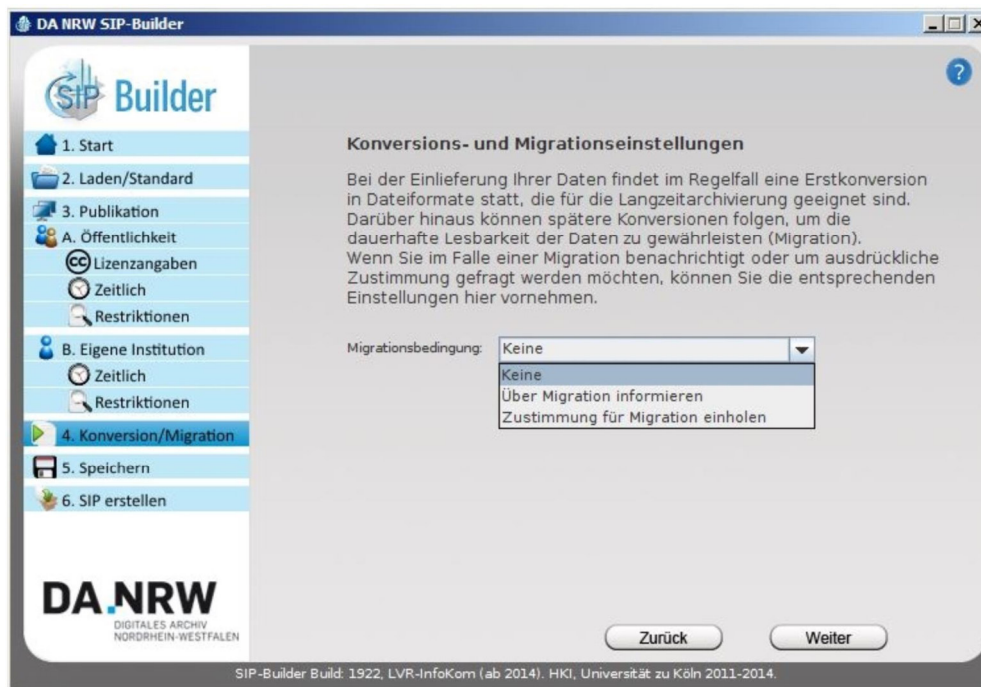 DA NRW SIP-Builder
SIP Builder
1. Start
2. Laden/Standard
3. Publikation
A. Öffentlichkeit
cc Lizenzangaben
Zeitlich
Restriktionen
B. Eigene Institution
Zeitlich
Restriktionen
4. Konversion/Migration
5. Speichern
6. SIP erstellen
DA.NRW
DIGITALES ARCHIV
NORDRHEIN-WESTFALEN
?
Konversions- und Migrationseinstellungen
Bei der Einlieferung Ihrer Daten findet im Regelfall eine Erstkonversion
in Dateiformate statt, die für die Langzeitarchivierung geeignet sind.
Darüber hinaus können spätere Konversionen folgen, um die
dauerhafte Lesbarkeit der Daten zu gewährleisten (Migration).
Wenn Sie im Falle einer Migration benachrichtigt oder um ausdrückliche
Zustimmung gefragt werden möchten, können Sie die entsprechenden
Einstellungen hier vornehmen.
Migrationsbedingung: Keine
Keine
Über Migration informieren
Zustimmung für Migration einholen
Zurück Weiter
SIP-Builder Build: 1922, LVR-InfoKom (ab 2014). HKI, Universität zu Köln 2011-2014.